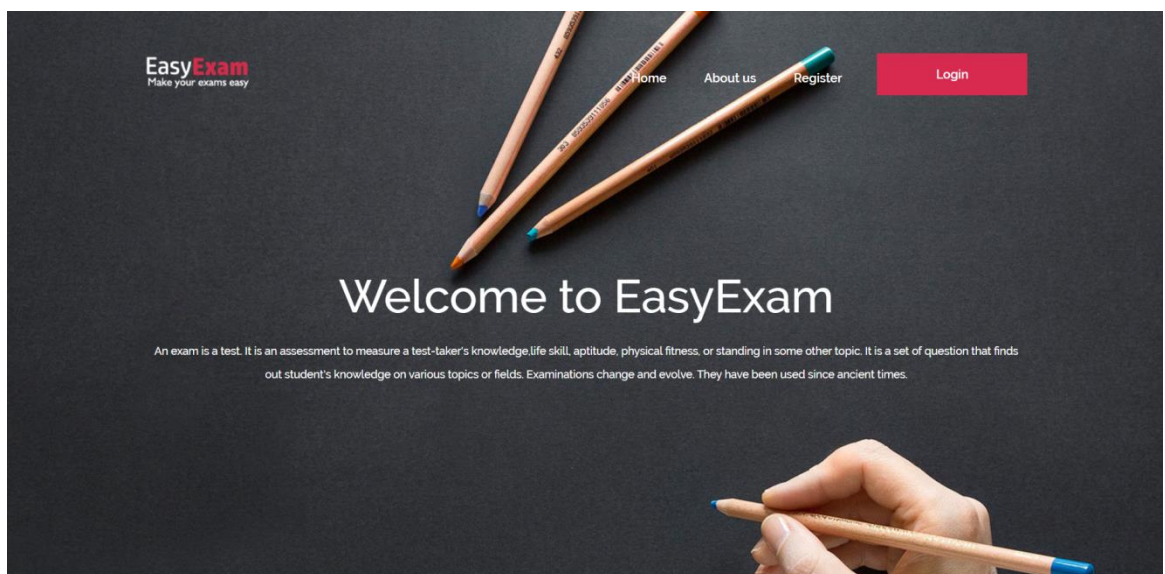 EasyExam
Make your exams easy
Home About us Register Login
Welcome to EasyExam
An exam is a test. It is an assessment to measure a test-taker's knowledge,life skill, aptitude, physical fitness, or standing in some other topic. It is a set of question that finds
out student's knowledge on various topics or fields. Examinations change and evolve. They have been used since ancient times.